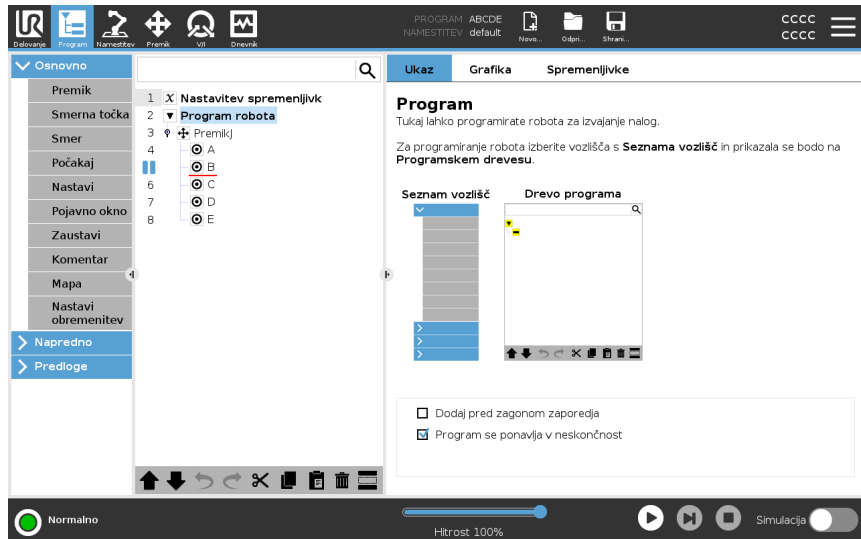 UR
Delovanje
Program
Namestitev
Premik
V/I
Dnevnik
PROGRAM ABCDE
NAMESTITEV default
Novo...
Odpri...
Shrani...
CCCC
CCCC
Osnovno
Premik
Smerna točka
Smer
Počakaj
Nastavi
Pojavno okno
Zaustavi
Komentar
Mapa
Nastavi
obremenitev
Napredno
Predloge
1 X Nastavitev spremenljivk
2 Program robota
3 PremikJ
4 A
B
6 C
7 D
8 E
Ukaz Grafika Spremenljivke
Program
Tukaj lahko programirate robota za izvajanje nalog.
Za programiranje robota izberite vozlišča s Seznama vozlišč in prikazala se bodo na
Programskem drevesu.
Seznam vozlišč
Drevo programa
Dodaj pred zagonom zaporedja
Program se ponavlja v neskončnost
Normalno
Hitrost 100%
Simulacija